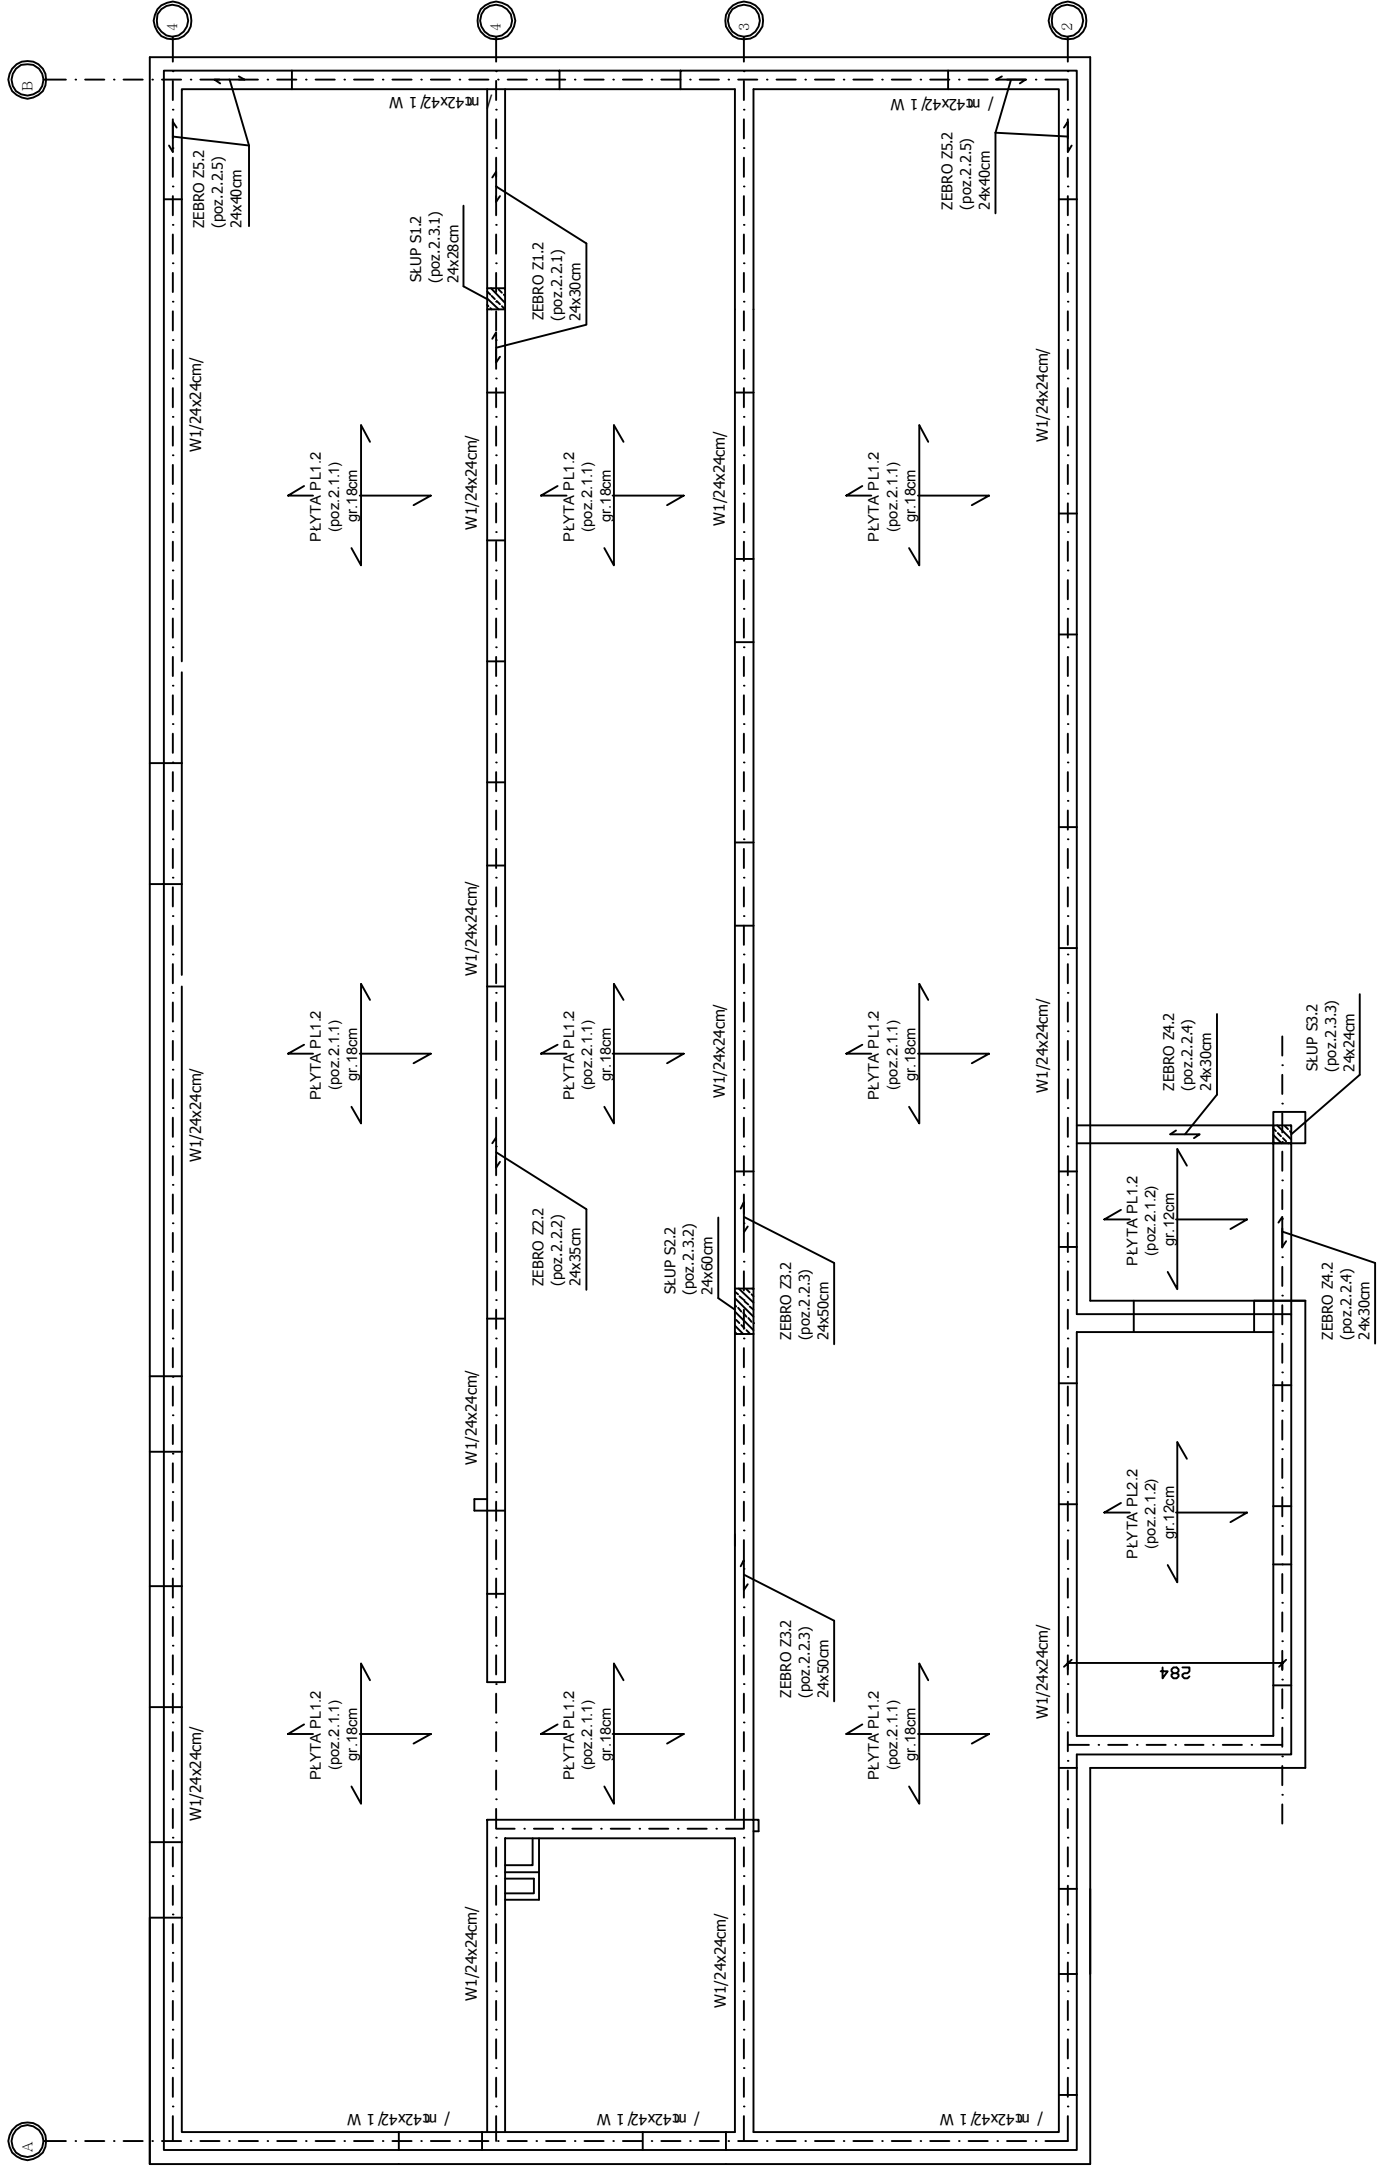 B
4
4
3
2
ZEBRO Z5.2
(poz.2.2.5)
24x40cm
W 1/24x24cm/
SŁUP S1.2
(poz.2.3.1)
24x28cm
ZEBRO Z1.2
(poz.2.2.1)
24x30cm
W 1/24x24cm/
ZEBRO Z5.2
(poz.2.2.5)
24x40cm
W1/24x24cm/
W1/24x24cm/
W1/24x24cm/
W1/24x24cm/
PŁYTA PL1.2
(poz.2.1.1)
gr.18cm
PŁYTA PL1.2
(poz.2.1.1)
gr.18cm
PŁYTA PL1.2
(poz.2.1.1)
gr.18cm
W1/24x24cm/
W1/24x24cm/
W1/24x24cm/
W1/24x24cm/
PŁYTA PL1.2
(poz.2.1.1)
gr.18cm
PŁYTA PL1.2
(poz.2.1.1)
gr.18cm
PŁYTA PL1.2
(poz.2.1.1)
gr.18cm
ZEBRO Z4.2
(poz.2.2.4)
24x30cm
SŁUP S3.2
(poz.2.3.3)
24x24cm
ZEBRO Z2.2
(poz.2.2.2)
24x35cm
SŁUP S2.2
(poz.2.3.2)
24x60cm
ZEBRO Z3.2
(poz.2.2.3)
24x50cm
PŁYTA PL1.2
(poz.2.1.2)
gr.12cm
ZEBRO Z4.2
(poz.2.2.4)
24x30cm
W1/24x24cm/
PŁYTA PL2.2
(poz.2.1.2)
gr.12cm
ZEBRO Z3.2
(poz.2.2.3)
24x50cm
W1/24x24cm/
284
W1/24x24cm/
PŁYTA PL1.2
(poz.2.1.1)
gr.18cm
PŁYTA PL1.2
(poz.2.1.1)
gr.18cm
PŁYTA PL1.2
(poz.2.1.1)
gr.18cm
W1/24x24cm/
W1/24x24cm/
W 1/24x24cm/
W 1/24x24cm/
W 1/24x24cm/
A